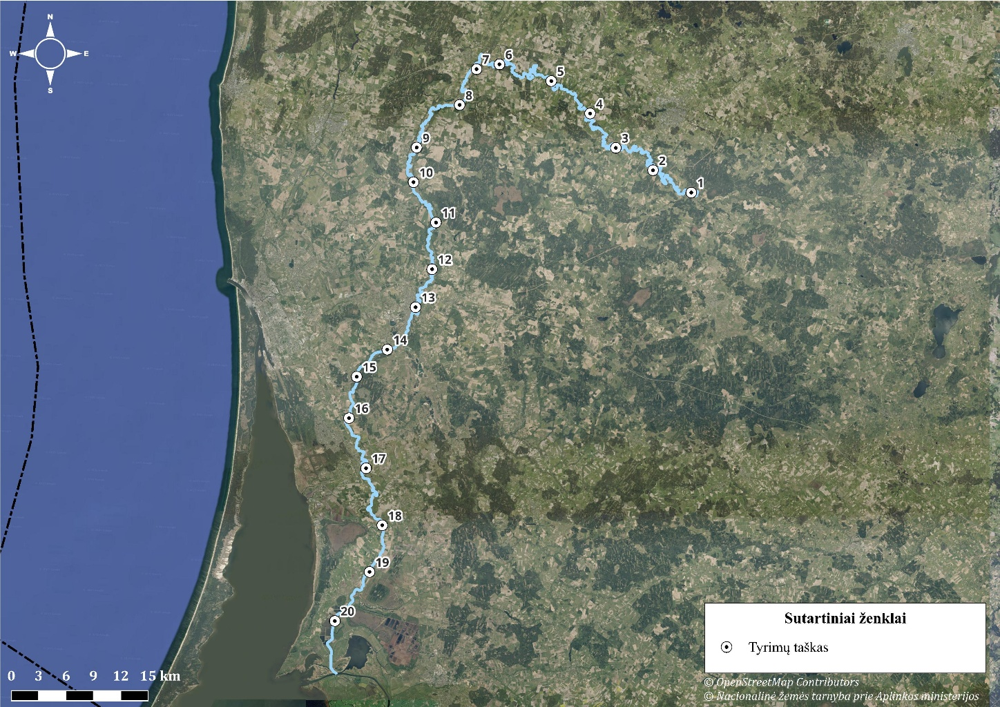 N
W E
S
7 6
5
8
4
9 3
2
10
1
11
12
13
14
15
16
17
18
19
20
Sutartiniai ženklai
Tyrimų taškas
0 3 6 9 12 15 km
© OpenStreetMap Contributors
© Nacionalinė žemės tarnyba prie Aplinkos ministerijos